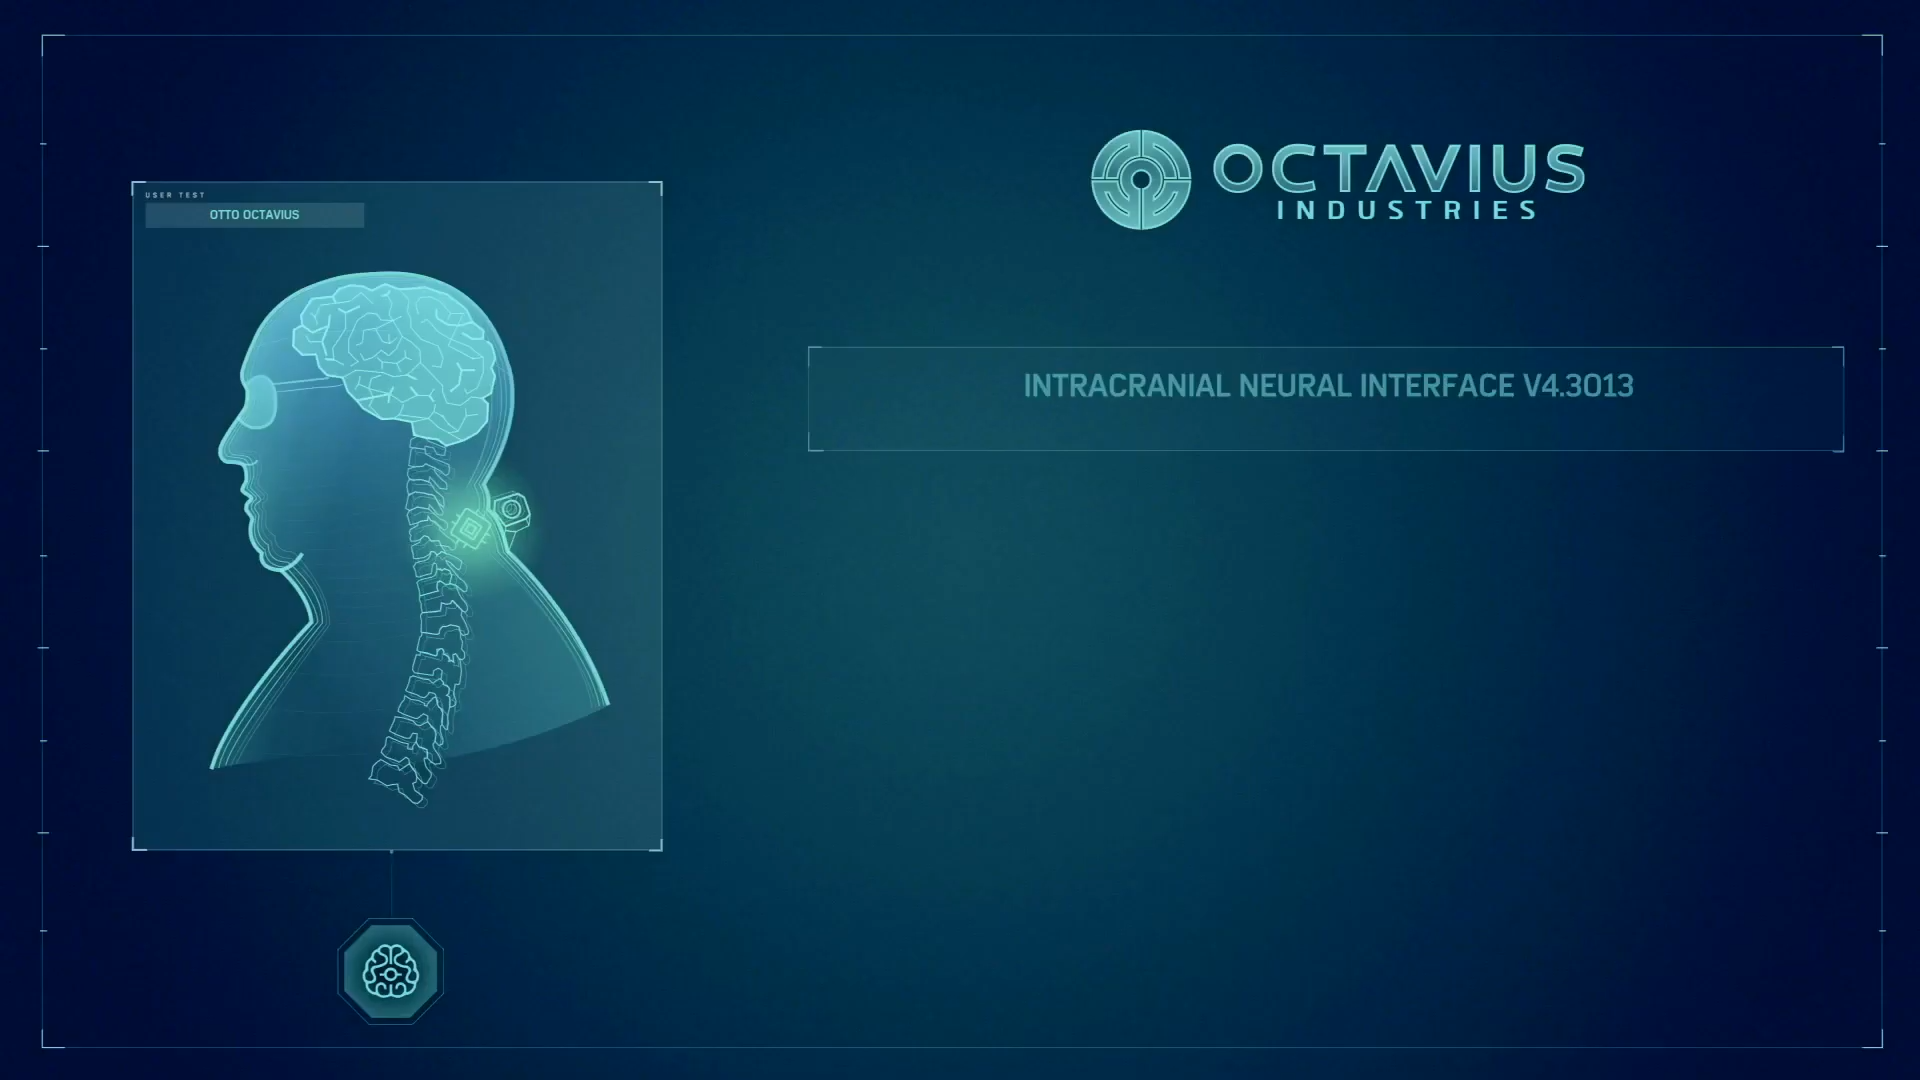 USER TEST
OTTO OCTAVIUS
OCTAVIUS
INDUSTRIES
INTRACRANIAL NEURAL INTERFACE V4.3013